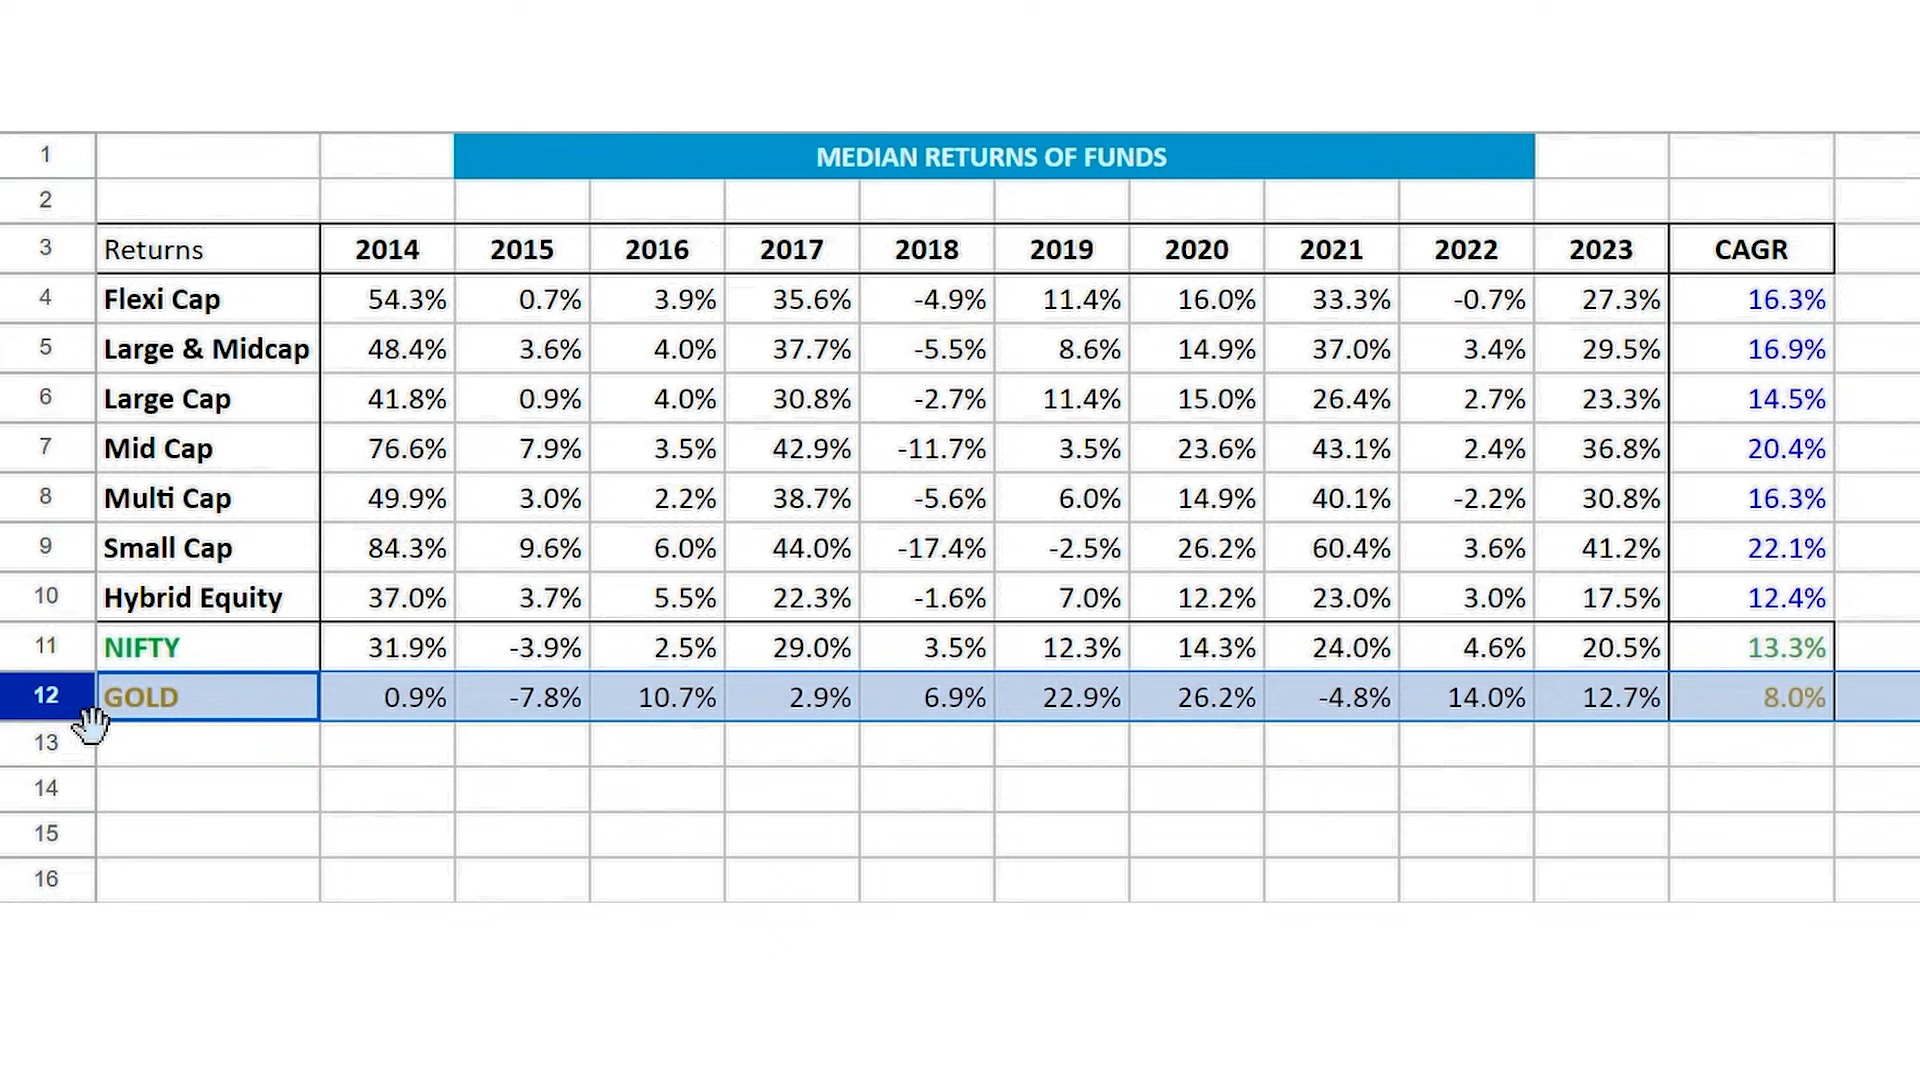 1 MEDIAN RETURNS OF FUNDS
2
3 Returns 2014 2015 2016 2017 2018 2019 2020 2021 2022 2023 CAGR
4 Flexi Cap 54.3% 0.7% 3.9% 35.6% -4.9% 11.4% 16.0% 33.3% -0.7% 27.3% 16.3%
5 Large & Midcap 48.4% 3.6% 4.0% 37.7% -5.5% 8.6% 14.9% 37.0% 3.4% 29.5% 16.9%
6 Large Cap 41.8% 0.9% 4.0% 30.8% -2.7% 11.4% 15.0% 26.4% 2.7% 23.3% 14.5%
7 Mid Cap 76.6% 7.9% 3.5% 42.9% -11.7% 3.5% 23.6% 43.1% 2.4% 36.8% 20.4%
8 Multi Cap 49.9% 3.0% 2.2% 38.7% -5.6% 6.0% 14.9% 40.1% -2.2% 30.8% 16.3%
9 Small Cap 84.3% 9.6% 6.0% 44.0% -17.4% -2.5% 26.2% 60.4% 3.6% 41.2% 22.1%
10 Hybrid Equity 37.0% 3.7% 5.5% 22.3% -1.6% 7.0% 12.2% 23.0% 3.0% 17.5% 12.4%
11 NIFTY 31.9% -3.9% 2.5% 29.0% 3.5% 12.3% 14.3% 24.0% 4.6% 20.5% 13.3%
12 GOLD 0.9% -7.8% 10.7% 2.9% 6.9% 22.9% 26.2% -4.8% 14.0% 12.7% 8.0%
13
14
15
16